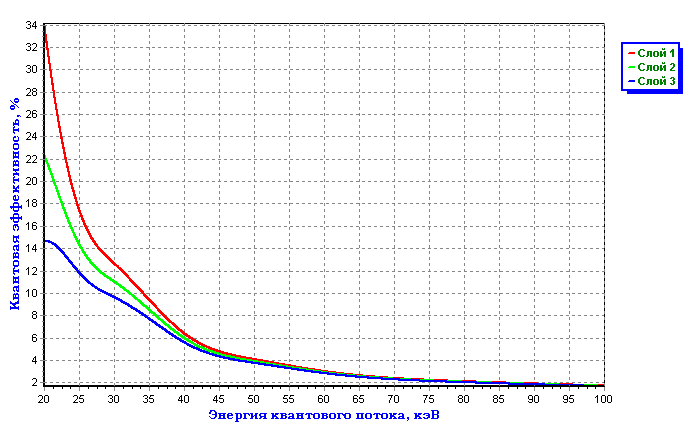 Квантовая эффективность, %
34
32
30
28
26
24
22
20
18
16
14
12
10
8
6
4
2
20 25 30 35 40 45 50 55 60 65 70 75 80 85 90 95 100
Энергия квантового потока, кэВ
Слой 1
Слой 2
Слой 3